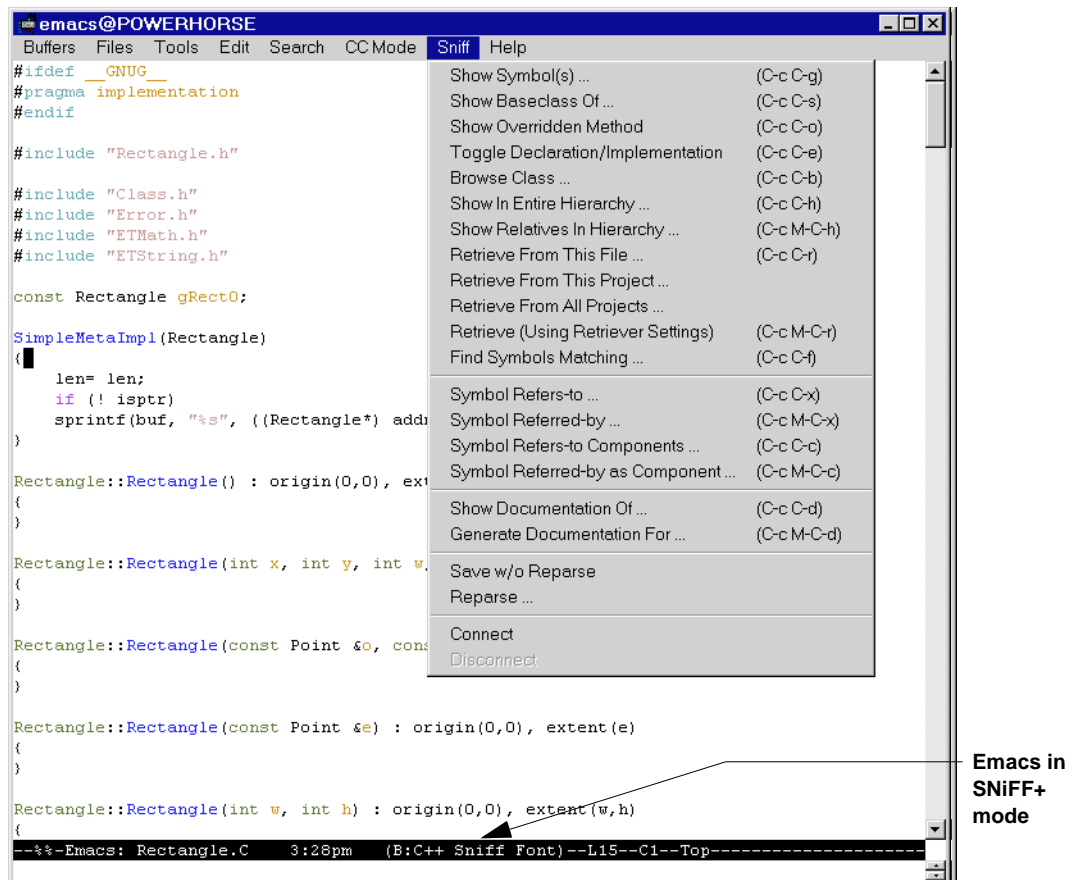 emacs@POWERHORSE
Buffers Files Tools Edit Search CC Mode Sniff Help
#ifdef __GNUG__
#pragma implementation
#endif
#include "Rectangle.h"
#include "Class.h"
#include "Error.h"
#include "ETMath.h"
#include "ETString.h"
const Rectangle gRect0;
SimpleMetaImpl(Rectangle)
{
len= len;
if (! isptr)
sprintf(buf, "%s", ((Rectangle*) addr
}
Rectangle::Rectangle() : origin(0,0), ext
{
}
Rectangle::Rectangle(int x, int y, int w,
{
}
Rectangle::Rectangle(const Point &o, cons
{
}
Rectangle::Rectangle(const Point &e) : origin(0,0), extent(e)
{
}
Rectangle::Rectangle(int w, int h) : origin(0,0), extent(w,h)
{
--%%-Emacs: Rectangle.C 3:28pm (B:C++ Sniff Font)--L15--C1--Top----------------------
Show Symbol(s) ... (C-c C-g)
Show Baseclass Of ... (C-c C-s)
Show Overridden Method (C-c C-o)
Toggle Declaration/Implementation (C-c C-e)
Browse Class ... (C-c C-b)
Show In Entire Hierarchy ... (C-c C-h)
Show Relatives In Hierarchy ... (C-c M-C-h)
Retrieve From This File ... (C-c C-r)
Retrieve From This Project ...
Retrieve From All Projects ...
Retrieve (Using Retriever Settings) (C-c M-C-r)
Find Symbols Matching ... (C-c C-f)
Symbol Refers-to ... (C-c C-x)
Symbol Referred-by ... (C-c M-C-x)
Symbol Refers-to Components ... (C-c C-c)
Symbol Referred-by as Component ... (C-c M-C-c)
Show Documentation Of ... (C-c C-d)
Generate Documentation For ... (C-c M-C-d)
Save w/o Reparse
Reparse ...
Connect
Disconnect
Emacs in
SNiFF+
mode